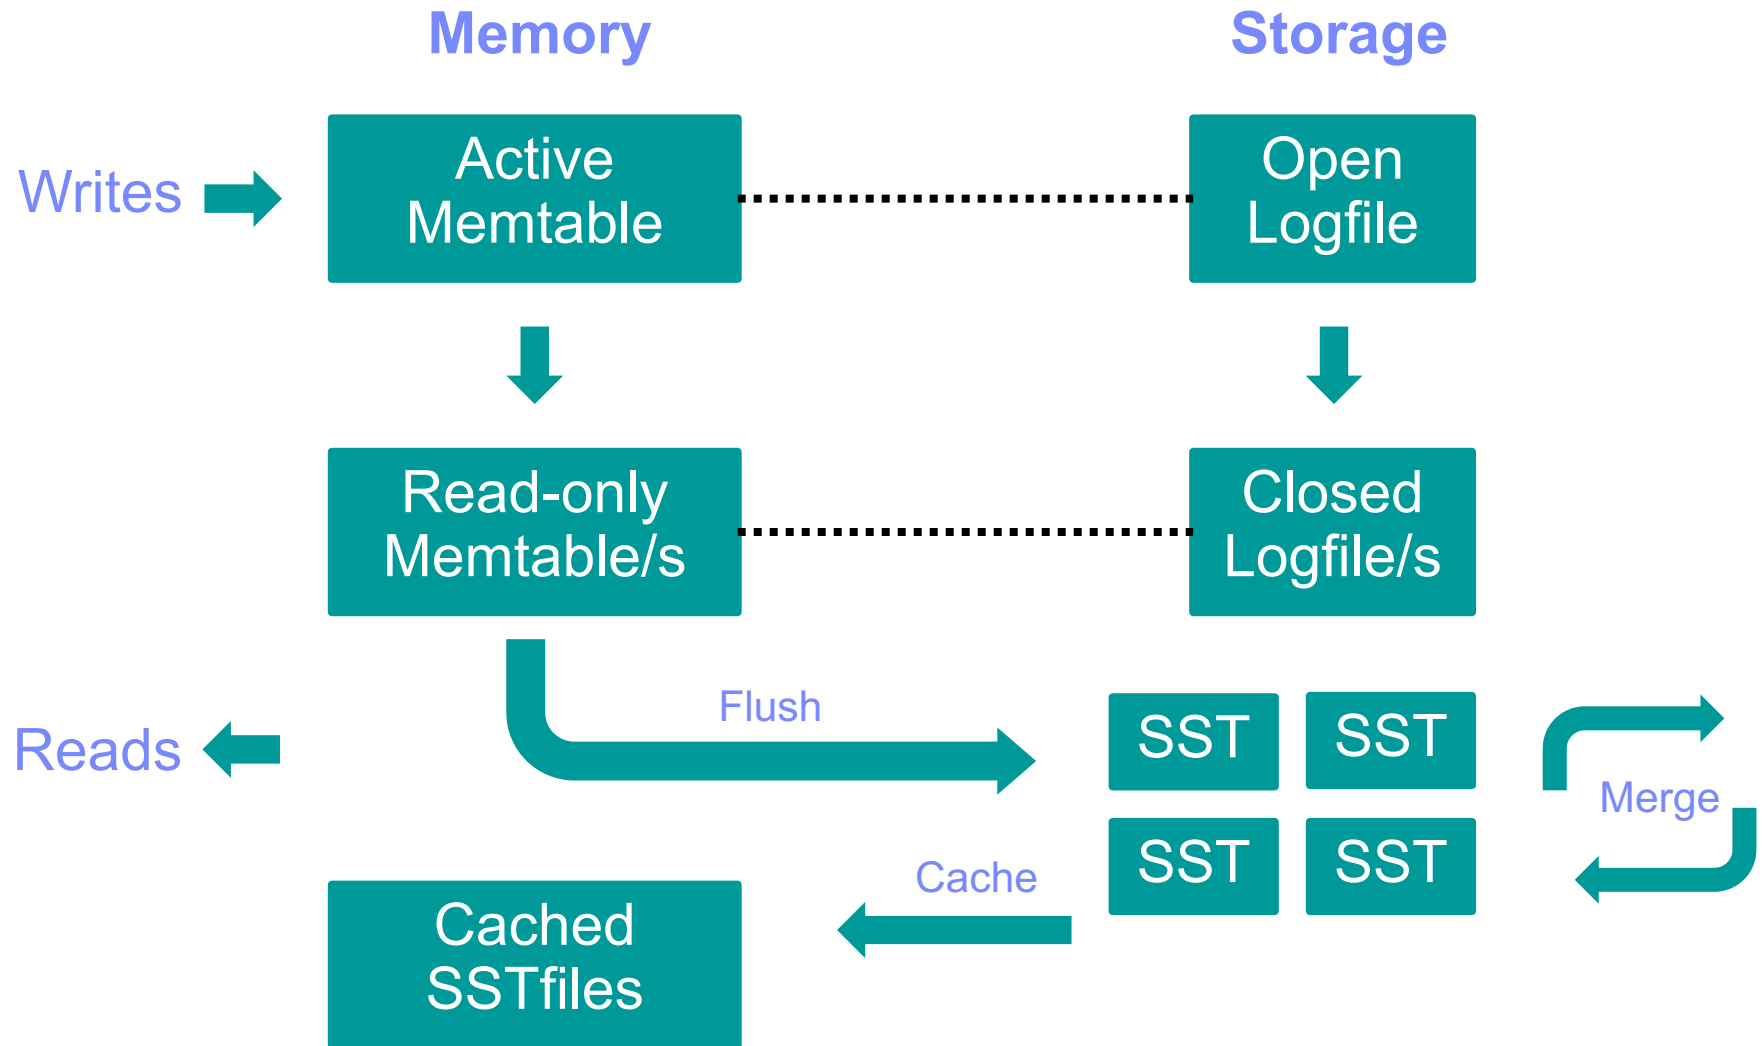 Memory
Storage
Writes
Active
Memtable
Open
Logfile
Read-only
Memtable/s
Closed
Logfile/s
Reads
Flush
SST
SST
Merge
SST
SST
Cache
Cached
SSTfiles